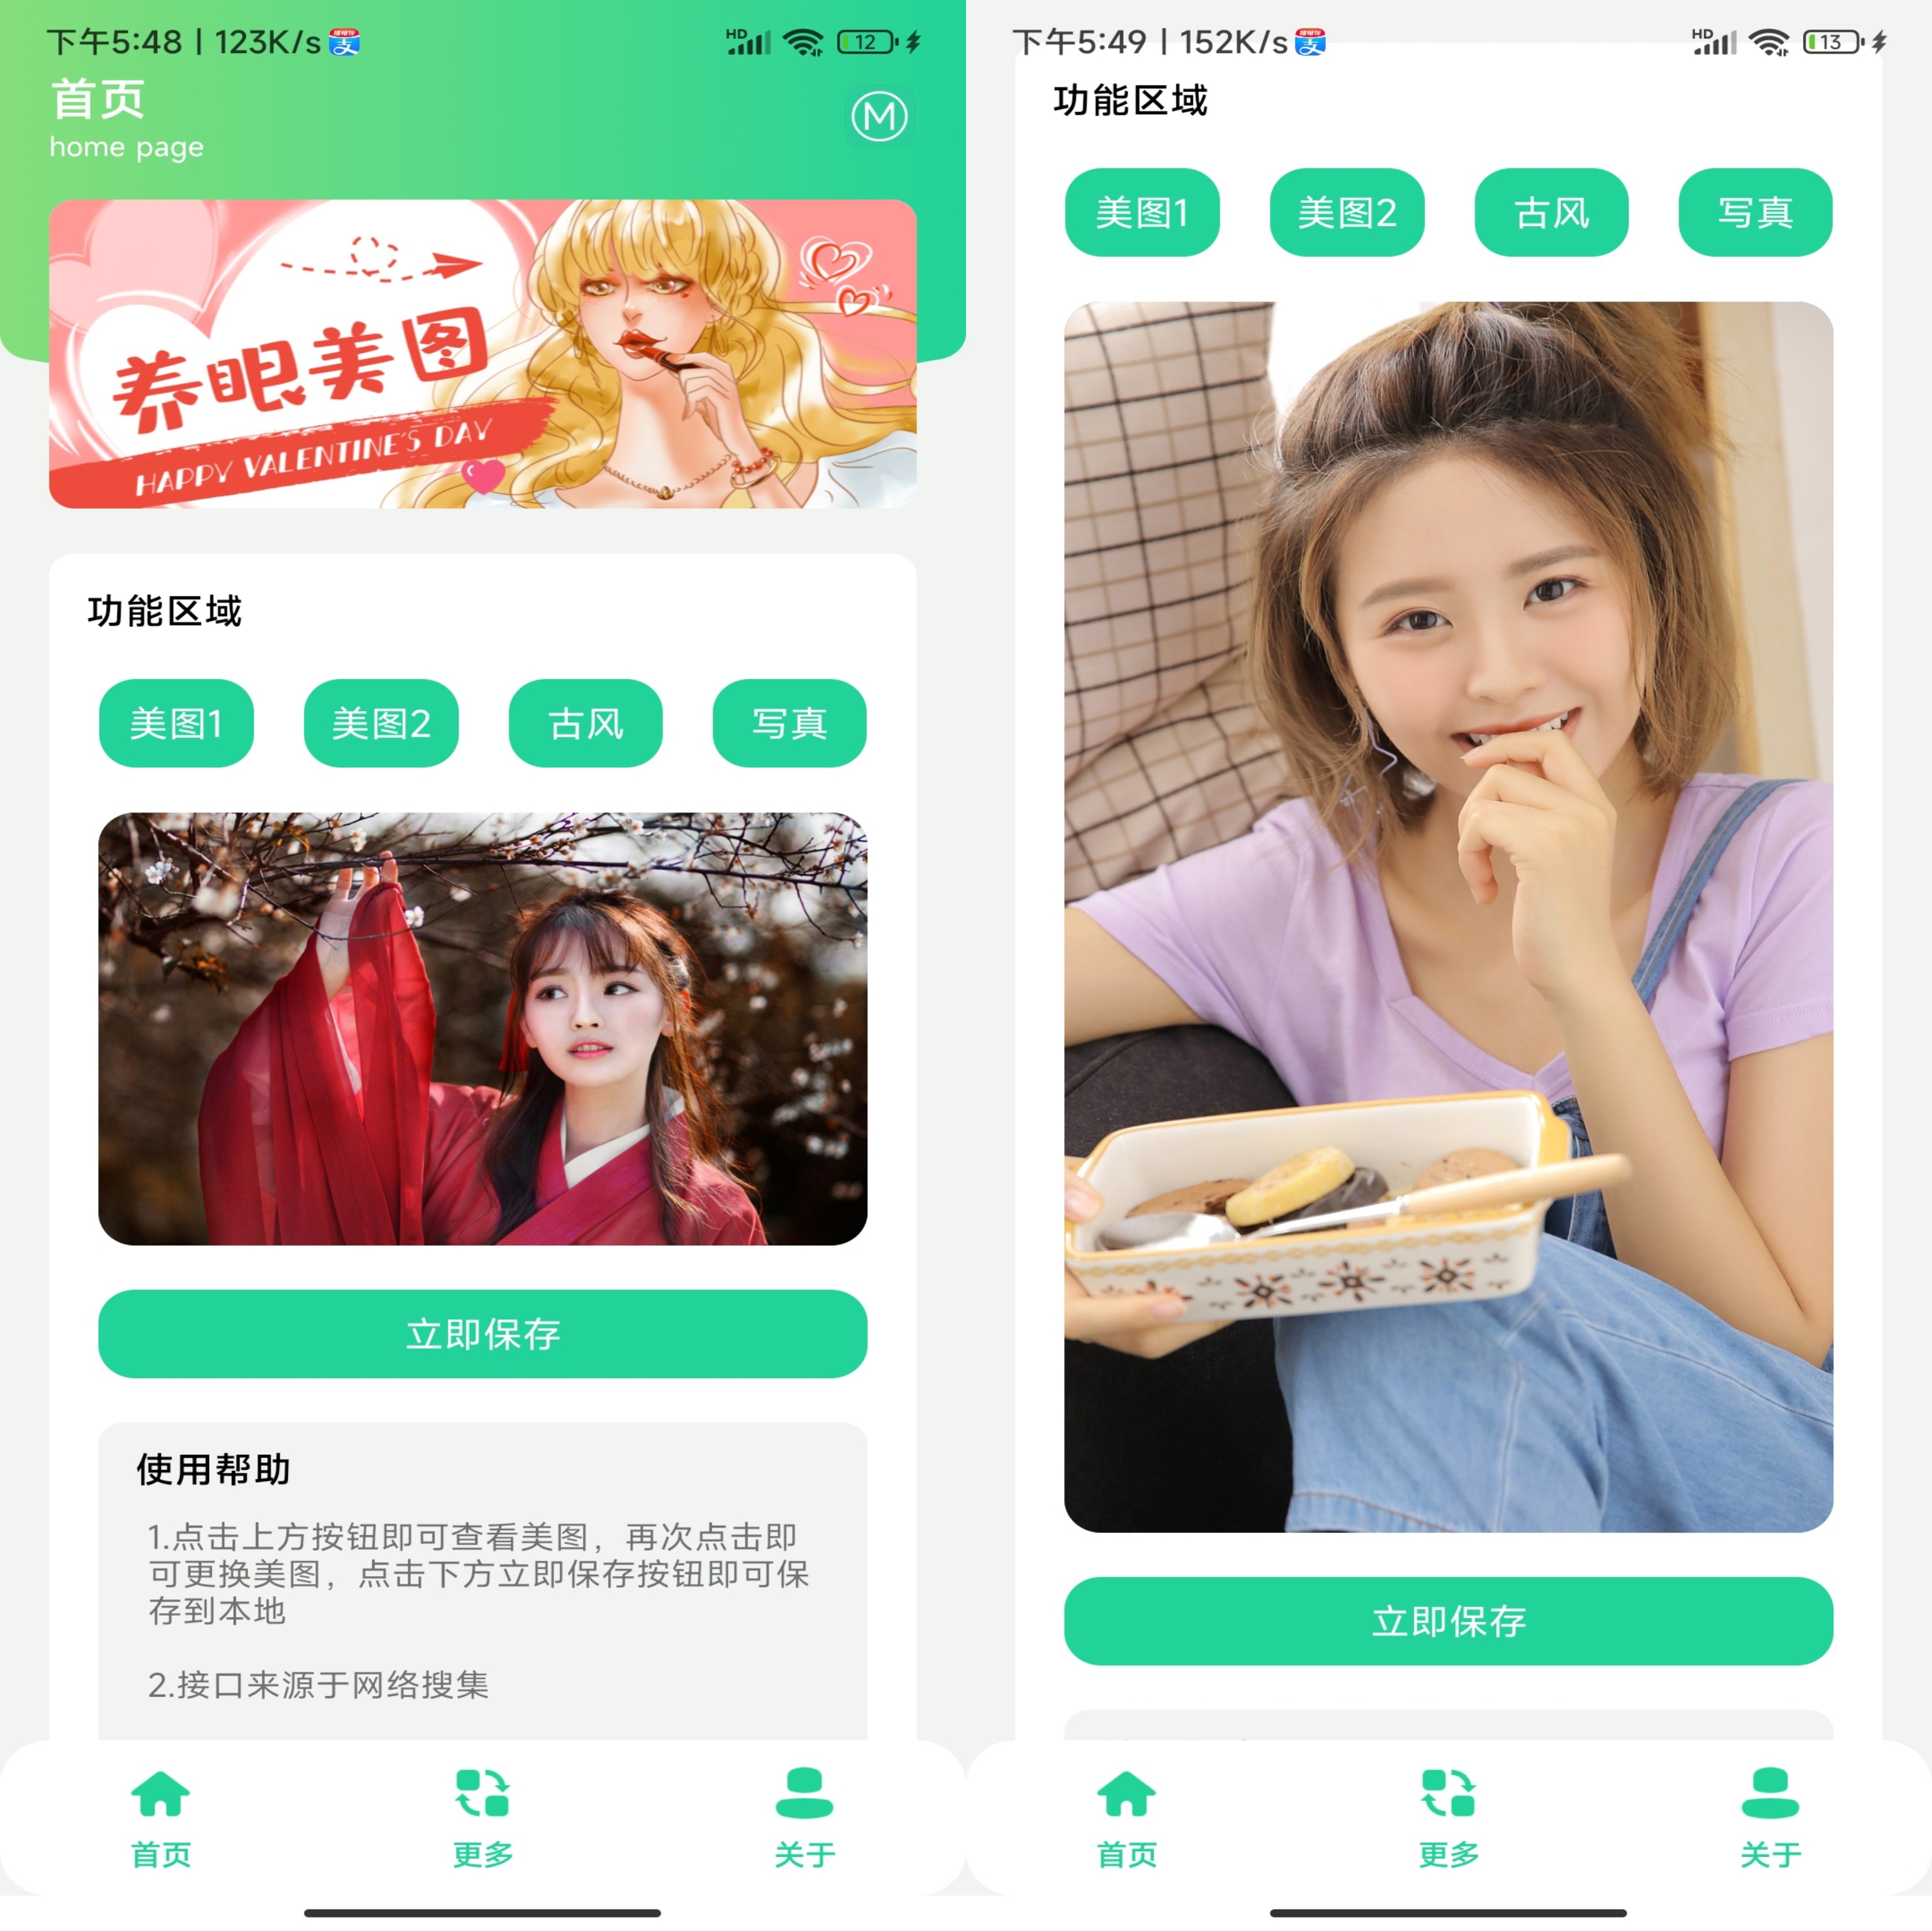 下午5:48 | 123K/s
HD
12
首页
home page
M
养眼美图
HAPPY VALENTINE'S DAY
功能区域
美图1
美图2
古风
写真
立即保存
使用帮助
1.点击上方按钮即可查看美图，再次点击即
可更换美图，点击下方立即保存按钮即可保
存到本地
2.接口来源于网络搜集
首页
更多
关于
下午5:49 | 152K/s
HD
13
功能区域
美图1
美图2
古风
写真
立即保存
首页
更多
关于